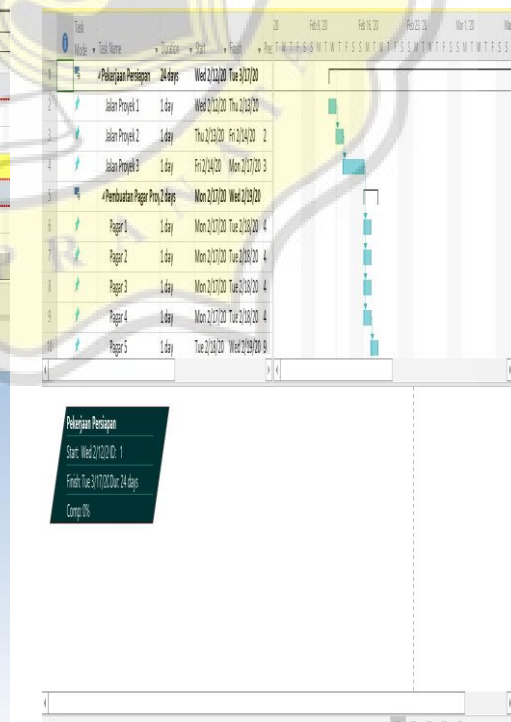 20 Feb 9, '20 Feb 16, '20 Feb 23, '20 Mar 1, '20
Task Mode Task Name Duration Start Finish T W T F S S M T W T F S S M T W T F S S M T W T F S S M T W T F S S
1 Pekerjaan Persiapan 24 days Wed 2/12/20 Tue 3/17/20
2 Jalan Proyek 1 1 day Wed 2/12/20 Thu 2/13/20
3 Jalan Proyek 2 1 day Thu 2/13/20 Fri 2/14/20 2
4 Jalan Proyek 3 1 day Fri 2/14/20 Mon 2/17/20 3
5 Pembuatan Pagar Proy 2 days Mon 2/17/20 Wed 2/19/20
6 Pagar 1 1 day Mon 2/17/20 Tue 2/18/20 4
7 Pagar 2 1 day Mon 2/17/20 Tue 2/18/20 4
8 Pagar 3 1 day Mon 2/17/20 Tue 2/18/20 4
9 Pagar 4 1 day Mon 2/17/20 Tue 2/18/20 4
10 Pagar 5 1 day Tue 2/18/20 Wed 2/19/20 9
Pekerjaan Persiapan
Start: Wed 2/12/20 ID: 1
Finish: Tue 3/17/20 Dur: 24 days
Comp: 0%